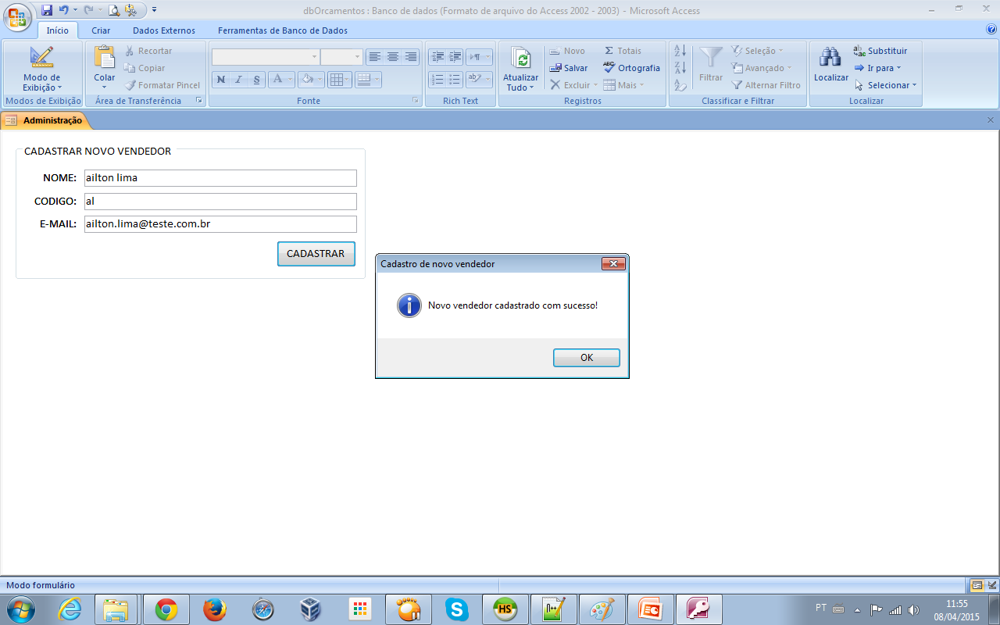 dbOrcamentos : Banco de dados (Formato de arquivo do Access 2002 - 2003) - Microsoft Access
Início Criar Dados Externos Ferramentas de Banco de Dados
Modo de Exibição
Modos de Exibição
Colar
Recortar
Copiar
Formatar Pincel
Área de Transferência
N I S A
Fonte
ab
Rich Text
Atualizar Tudo
Novo
Salvar
Excluir
Totais
ABC Ortografia
Mais
Registros
Filtrar
Seleção
Avançado
Alternar Filtro
Classificar e Filtrar
Localizar
Substituir
Ir para
Selecionar
Localizar
Administração
CADASTRAR NOVO VENDEDOR
NOME: ailton lima
CODIGO: al
E-MAIL: ailton.lima@teste.com.br
CADASTRAR
Cadastro de novo vendedor
Novo vendedor cadastrado com sucesso!
OK
Modo formulário
HS
PT
11:55
08/04/2015